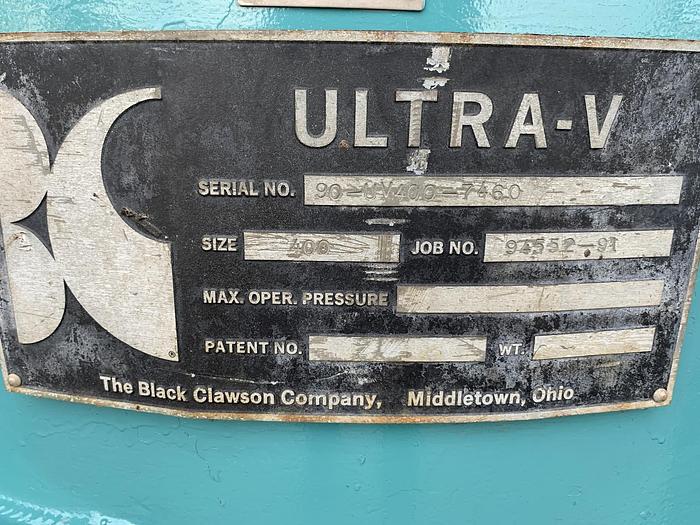 ULTRA-V
SERIAL NO. 90-UV400-7460
SIZE 400 JOB NO. 94552-91
MAX. OPER. PRESSURE
PATENT NO. WT.
The Black Clawson Company, Middletown, Ohio
®